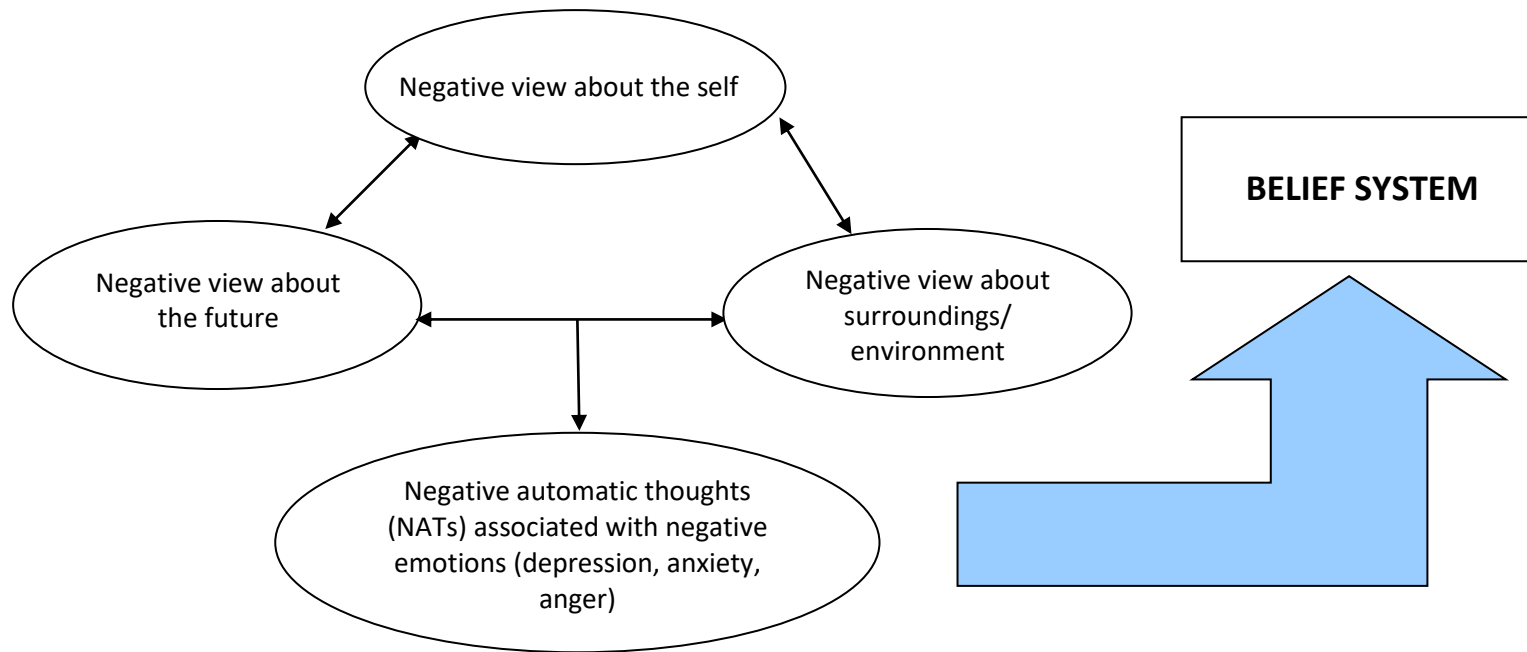 Negative view about the self
BELIEF SYSTEM
Negative view about
the future
Negative view about
surroundings/
environment
Negative automatic thoughts
(NATs) associated with negative
emotions (depression, anxiety,
anger)